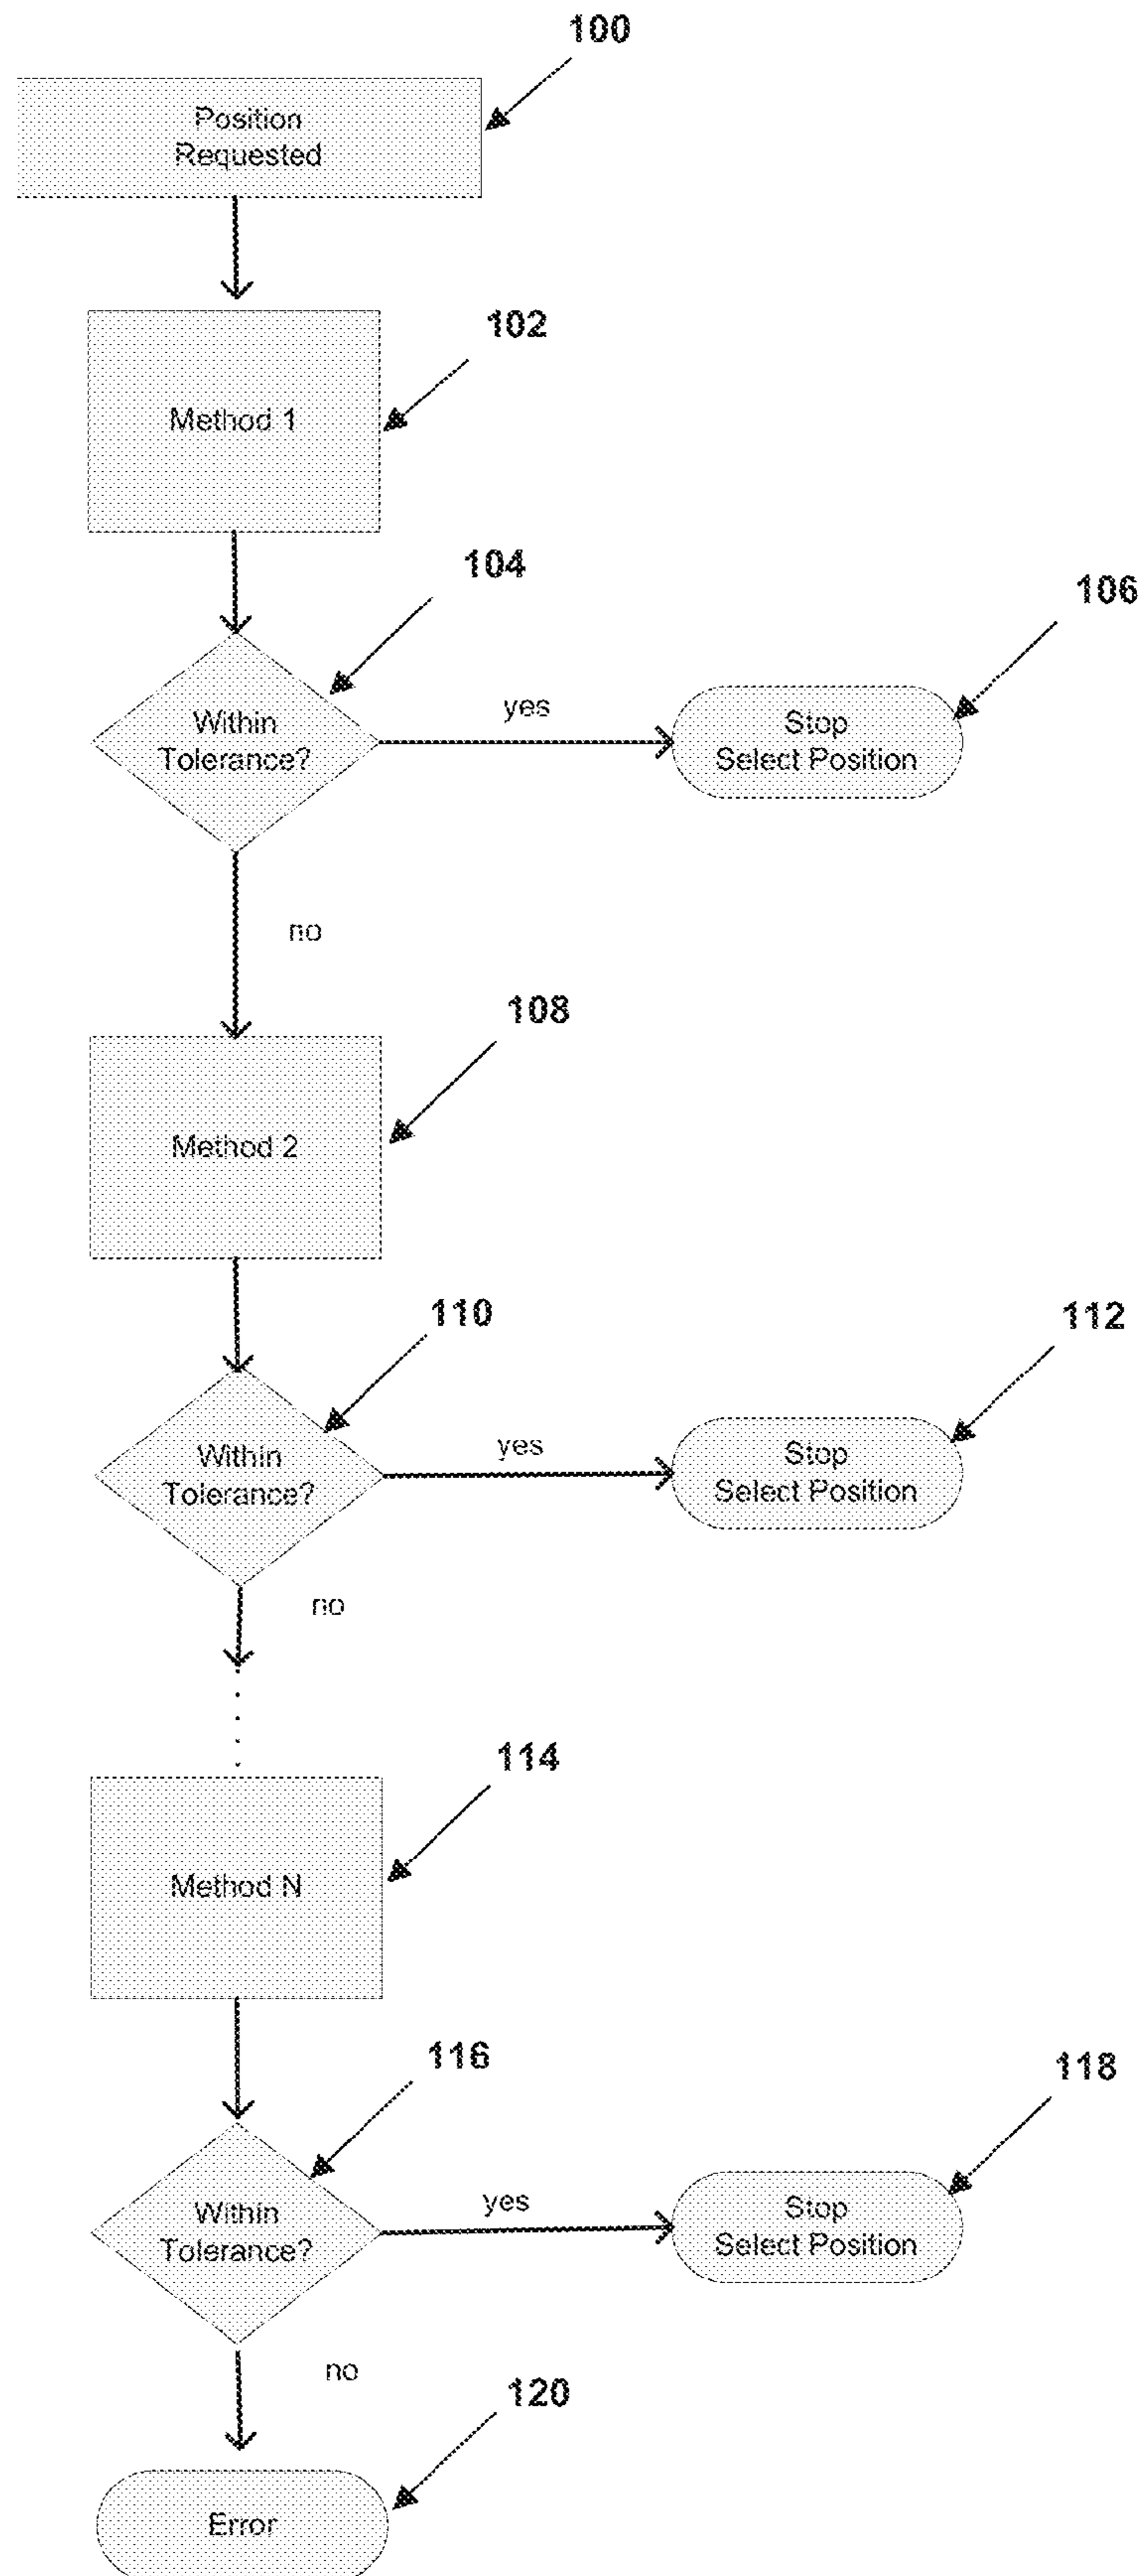 100
Position
Requested
102
Method 1
104
106
Within
Tolerance?
yes
Stop
Select Position
no
108
Method 2
110
112
Within
Tolerance?
yes
Stop
Select Position
no
114
Method N
116
118
Within
Tolerance?
yes
Stop
Select Position
no
120
Error